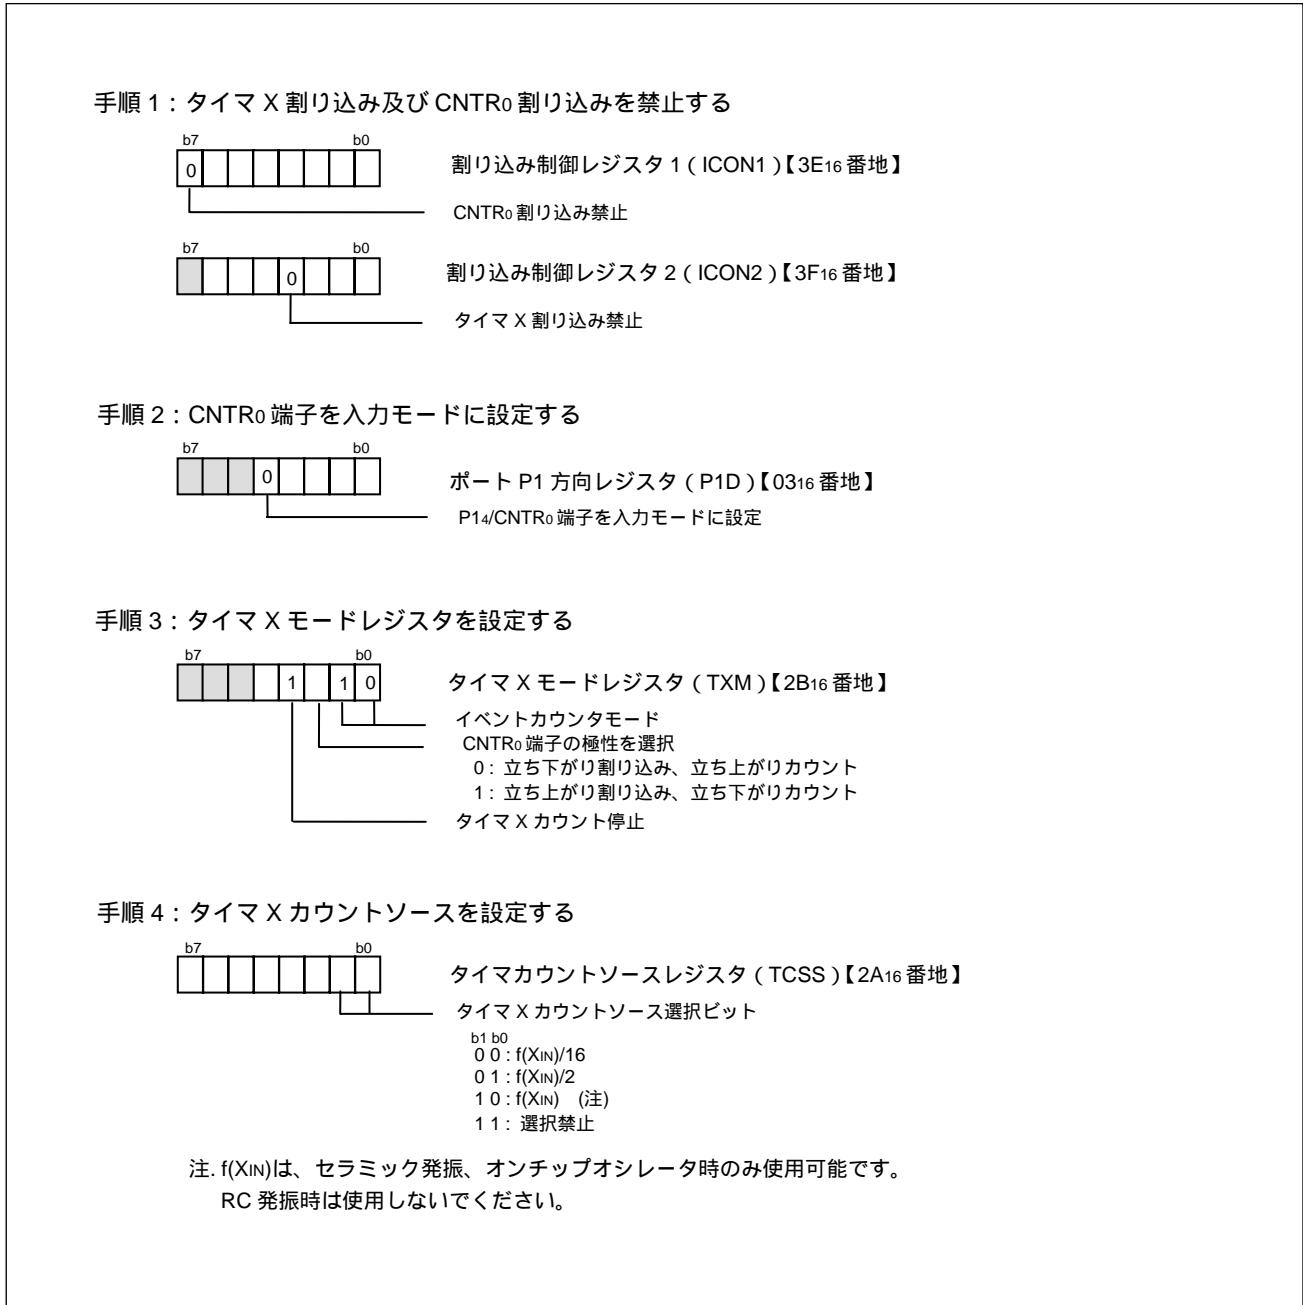 手順 1：タイマ X 割り込み及び CNTR0 割り込みを禁止する
b7 b0
0
割り込み制御レジスタ 1（ICON1）【3E16 番地】
CNTR0 割り込み禁止
b7 b0
0
割り込み制御レジスタ 2（ICON2）【3F16 番地】
タイマ X 割り込み禁止
手順 2：CNTR0 端子を入力モードに設定する
b7 b0
0
ポート P1 方向レジスタ（P1D）【0316 番地】
P14/CNTR0 端子を入力モードに設定
手順 3：タイマ X モードレジスタを設定する
b7 b0
1 1 0
タイマ X モードレジスタ（TXM）【2B16 番地】
イベントカウンタモード
CNTR0 端子の極性を選択
0： 立ち下がり割り込み、立ち上がりカウント
1： 立ち上がり割り込み、立ち下がりカウント
タイマ X カウント停止
手順 4：タイマ X カウントソースを設定する
b7 b0
タイマカウントソースレジスタ（TCSS）【2A16 番地】
タイマ X カウントソース選択ビット
b1 b0
0 0 : f(XIN)/16
0 1 : f(XIN)/2
1 0 : f(XIN) (注)
1 1 : 選択禁止
注. f(XIN)は、セラミック発振、オンチップオシレータ時のみ使用可能です。
RC 発振時は使用しないでください。